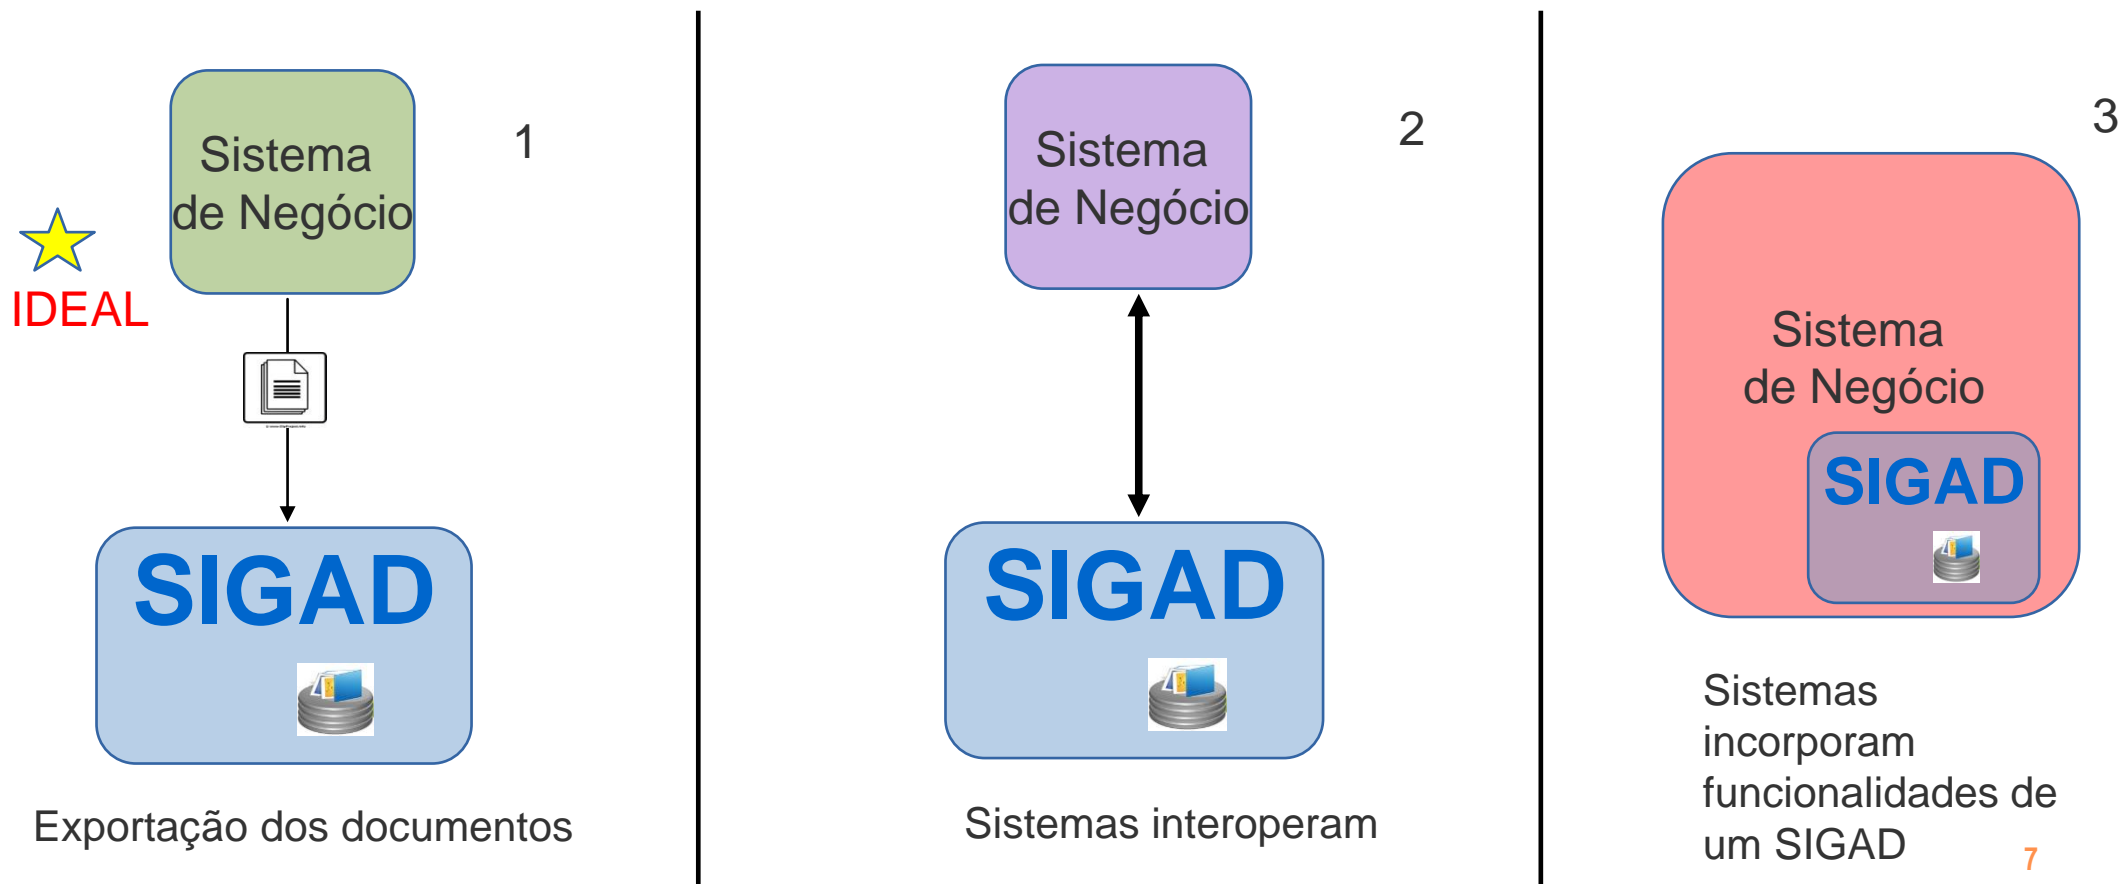 1
Sistema
de Negócio
IDEAL
SIGAD
Exportação dos documentos
2
Sistema
de Negócio
SIGAD
Sistemas interoperam
3
Sistema
de Negócio
SIGAD
Sistemas
incorporam
funcionalidades de
um SIGAD
7